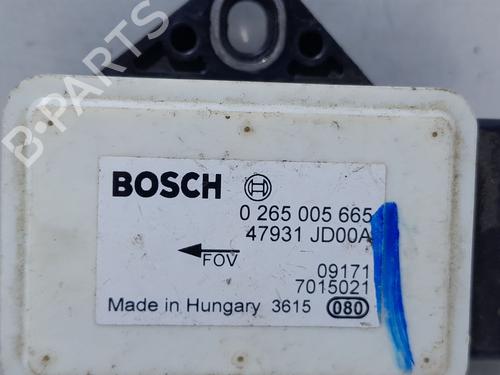 B-PARTS
BOSCH
0 265 005 665
47931 JD00A
FOV
09171
7015021
Made in Hungary 3615 080